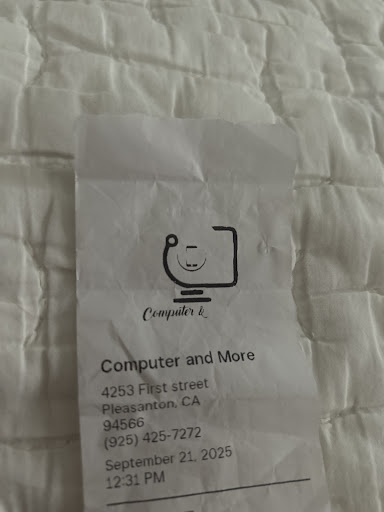 Computer &
Computer and More
4253 First street
Pleasanton, CA
94566
(925) 425-7272
September 21, 2025
12:31 PM